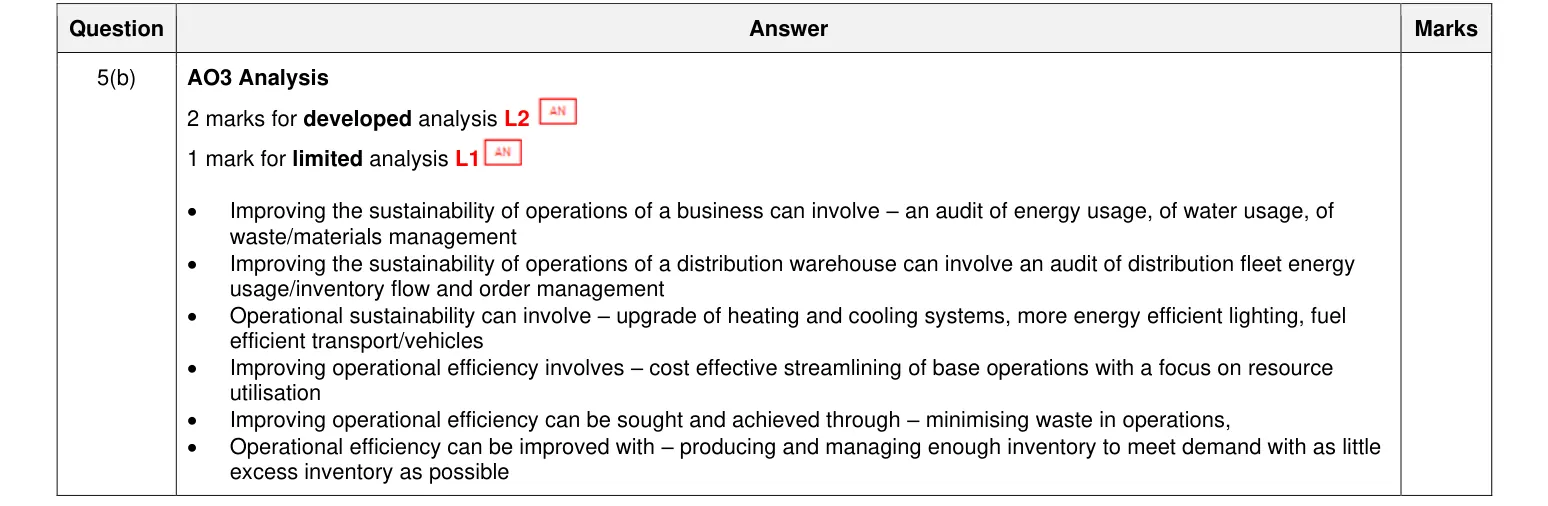 Question Answer Marks
5(b) AO3 Analysis
2 marks for developed analysis L2 AN
1 mark for limited analysis L1 AN
• Improving the sustainability of operations of a business can involve – an audit of energy usage, of water usage, of
waste/materials management
• Improving the sustainability of operations of a distribution warehouse can involve an audit of distribution fleet energy
usage/inventory flow and order management
• Operational sustainability can involve – upgrade of heating and cooling systems, more energy efficient lighting, fuel
efficient transport/vehicles
• Improving operational efficiency involves – cost effective streamlining of base operations with a focus on resource
utilisation
• Improving operational efficiency can be sought and achieved through – minimising waste in operations,
• Operational efficiency can be improved with – producing and managing enough inventory to meet demand with as little
excess inventory as possible